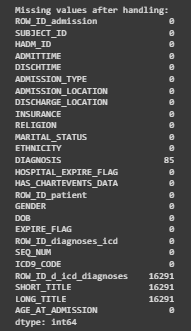 Missing values after handling:
ROW_ID_admission 0
SUBJECT_ID 0
HADM_ID 0
ADMITTIME 0
DISCHTIME 0
ADMISSION_TYPE 0
ADMISSION_LOCATION 0
DISCHARGE_LOCATION 0
INSURANCE 0
RELIGION 0
MARITAL_STATUS 0
ETHNICITY 0
DIAGNOSIS 85
HOSPITAL_EXPIRE_FLAG 0
HAS_CHARTEVENTS_DATA 0
ROW_ID_patient 0
GENDER 0
DOB 0
EXPIRE_FLAG 0
ROW_ID_diagnoses_icd 0
SEQ_NUM 0
ICD9_CODE 0
ROW_ID_d_icd_diagnoses 16291
SHORT_TITLE 16291
LONG_TITLE 16291
AGE_AT_ADMISSION 0
dtype: int64